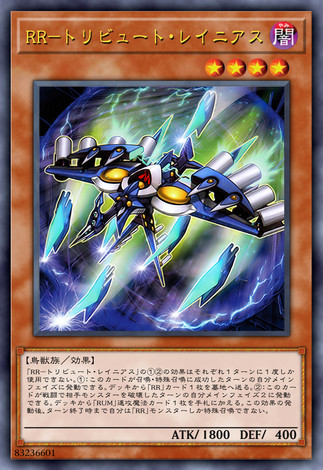 RR－トリビュート・レイニアス
闇
やみ
【鳥獣族／効果】
「RR－トリビュート・レイニアス」の①②の効果はそれぞれ１ターンに１度しか
使用できない。①：このカードが召喚・特殊召喚に成功したターンの自分メイン
フェイズに発動できる。デッキから「RR」カード１枚を墓地へ送る。②：このカー
ドが戦闘で相手モンスターを破壊したターンの自分メインフェイズ２に発動
できる。デッキから「RUM」速攻魔法カード１枚を手札に加える。この効果の発
動後、ターン終了時まで自分は「RR」モンスターしか特殊召喚できない。
ATK/ 1800 DEF/ 400
83236601